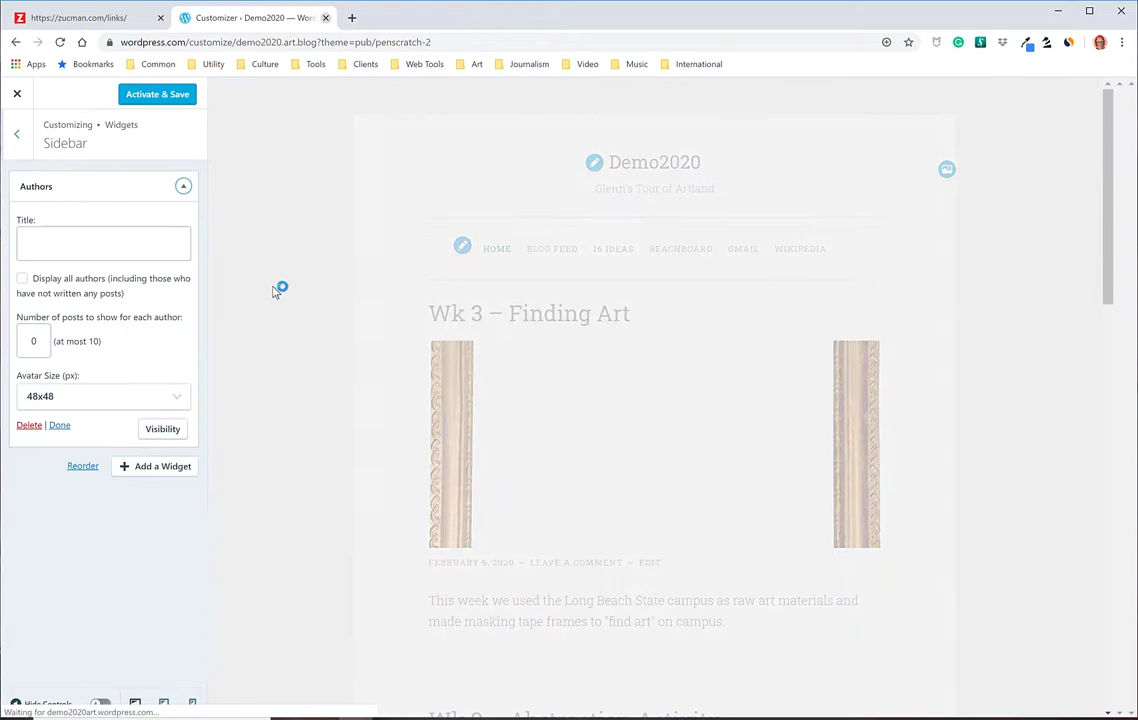 https://zucman.com/links/
Customizer ‹ Demo2020 — Wor
wordpress.com/customize/demo2020.art.blog?theme=pub/penscratch-2
Apps Bookmarks Common Utility Culture Tools Clients Web Tools Art Journalism Video Music International
Activate & Save
Customizing • Widgets
Sidebar
Authors
Title:
Display all authors (including those who
have not written any posts)
Number of posts to show for each author:
0 (at most 10)
Avatar Size (px):
48x48
Delete | Done
Visibility
Reorder
Add a Widget
Hide Controls
Waiting for demo2020art.wordpress.com...
Demo2020
Glenn's Tour of Artland
HOME BLOG FEED 16 IDEAS BEACHBOARD GMAIL WIKIPEDIA
Wk 3 – Finding Art
FEBRUARY 6, 2020 ~ LEAVE A COMMENT ~ EDIT
This week we used the Long Beach State campus as raw art materials and
made masking tape frames to "find art" on campus.